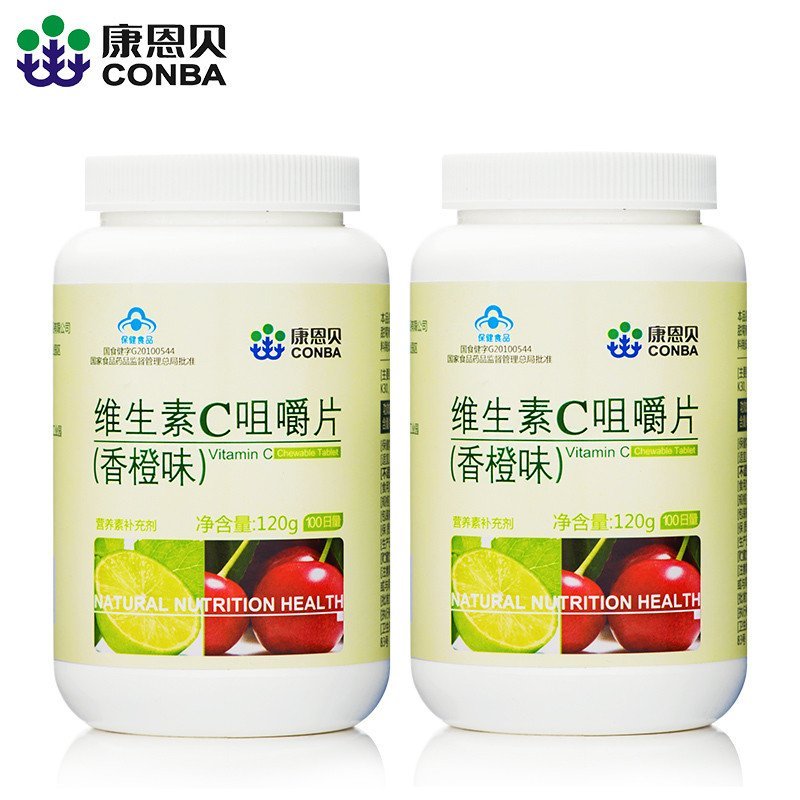 康恩贝
CONBA
保健食品
国食健字G20100544
国家食品药品监督管理总局批准
康恩贝
CONBA
维生素C咀嚼片
(香橙味)
Vitamin C Chewable Tablet
营养素补充剂
净含量:120g 100日量
NATURAL NUTRITION HEALTH
保健食品
国食健字G20100544
国家食品药品监督管理总局批准
康恩贝
CONBA
维生素C咀嚼片
(香橙味)
Vitamin C Chewable Tablet
营养素补充剂
净含量:120g 100日量
NATURAL NUTRITION HEALTH